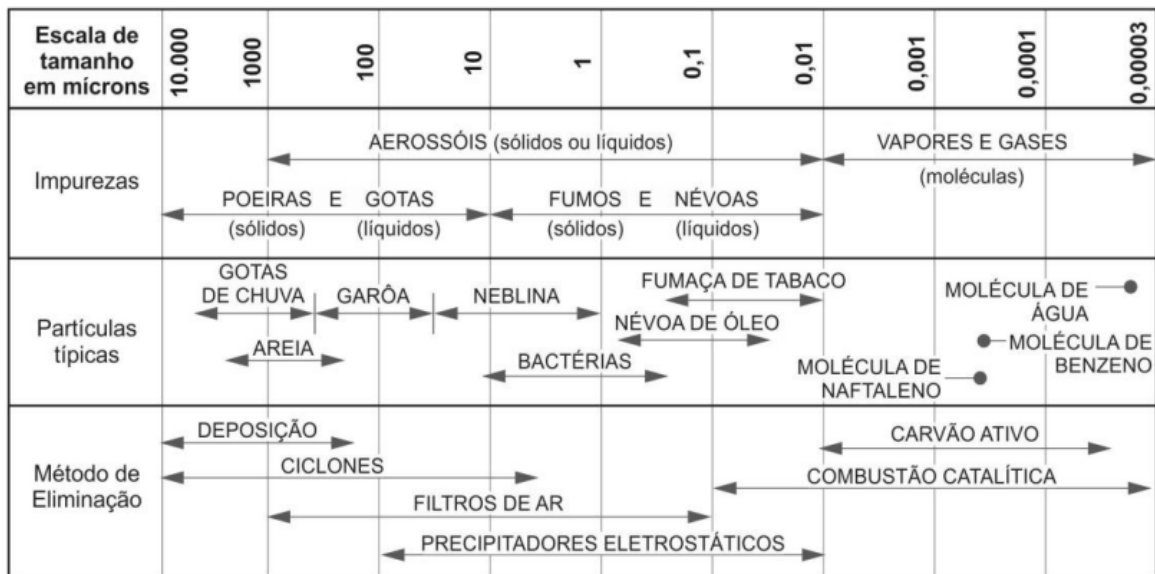 Escala de
tamanho
em mícrons
10.000
1000
100
10
1
0,1
0,01
0,001
0,0001
0,00003
Impurezas
AEROSSÓIS (sólidos ou líquidos)
VAPORES E GASES
(moléculas)
POEIRAS E GOTAS
(sólidos) (líquidos)
FUMOS E NÉVOAS
(sólidos) (líquidos)
Partículas
típicas
GOTAS
DE CHUVA
GARÔA
NEBLINA
FUMAÇA DE TABACO
MOLÉCULA DE
ÁGUA
AREIA
NÉVOA DE ÓLEO
MOLÉCULA DE
BENZENO
BACTÉRIAS
MOLÉCULA DE
NAFTALENO
Método de
Eliminação
DEPOSIÇÃO
CARVÃO ATIVO
CICLONES
COMBUSTÃO CATALÍTICA
FILTROS DE AR
PRECIPITADORES ELETROSTÁTICOS